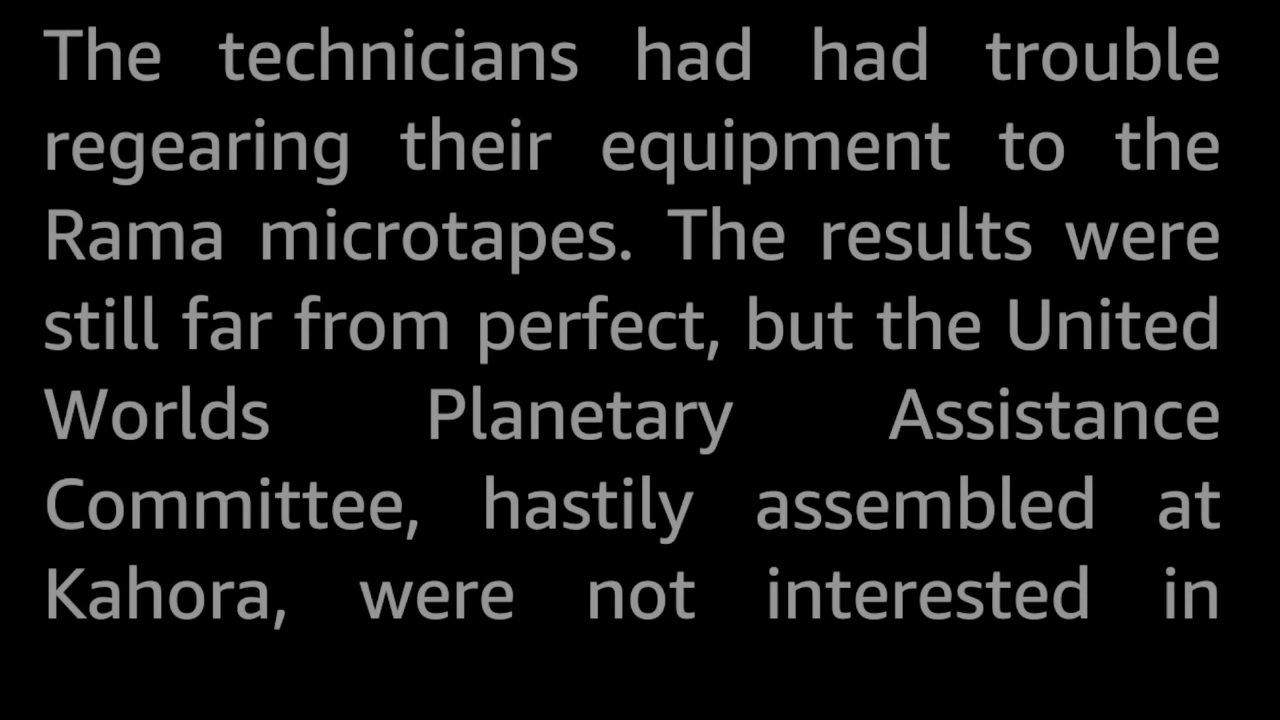 The technicians had had trouble
regearing their equipment to the
Rama microtapes. The results were
still far from perfect, but the United
Worlds Planetary Assistance
Committee, hastily assembled at
Kahora, were not interested in